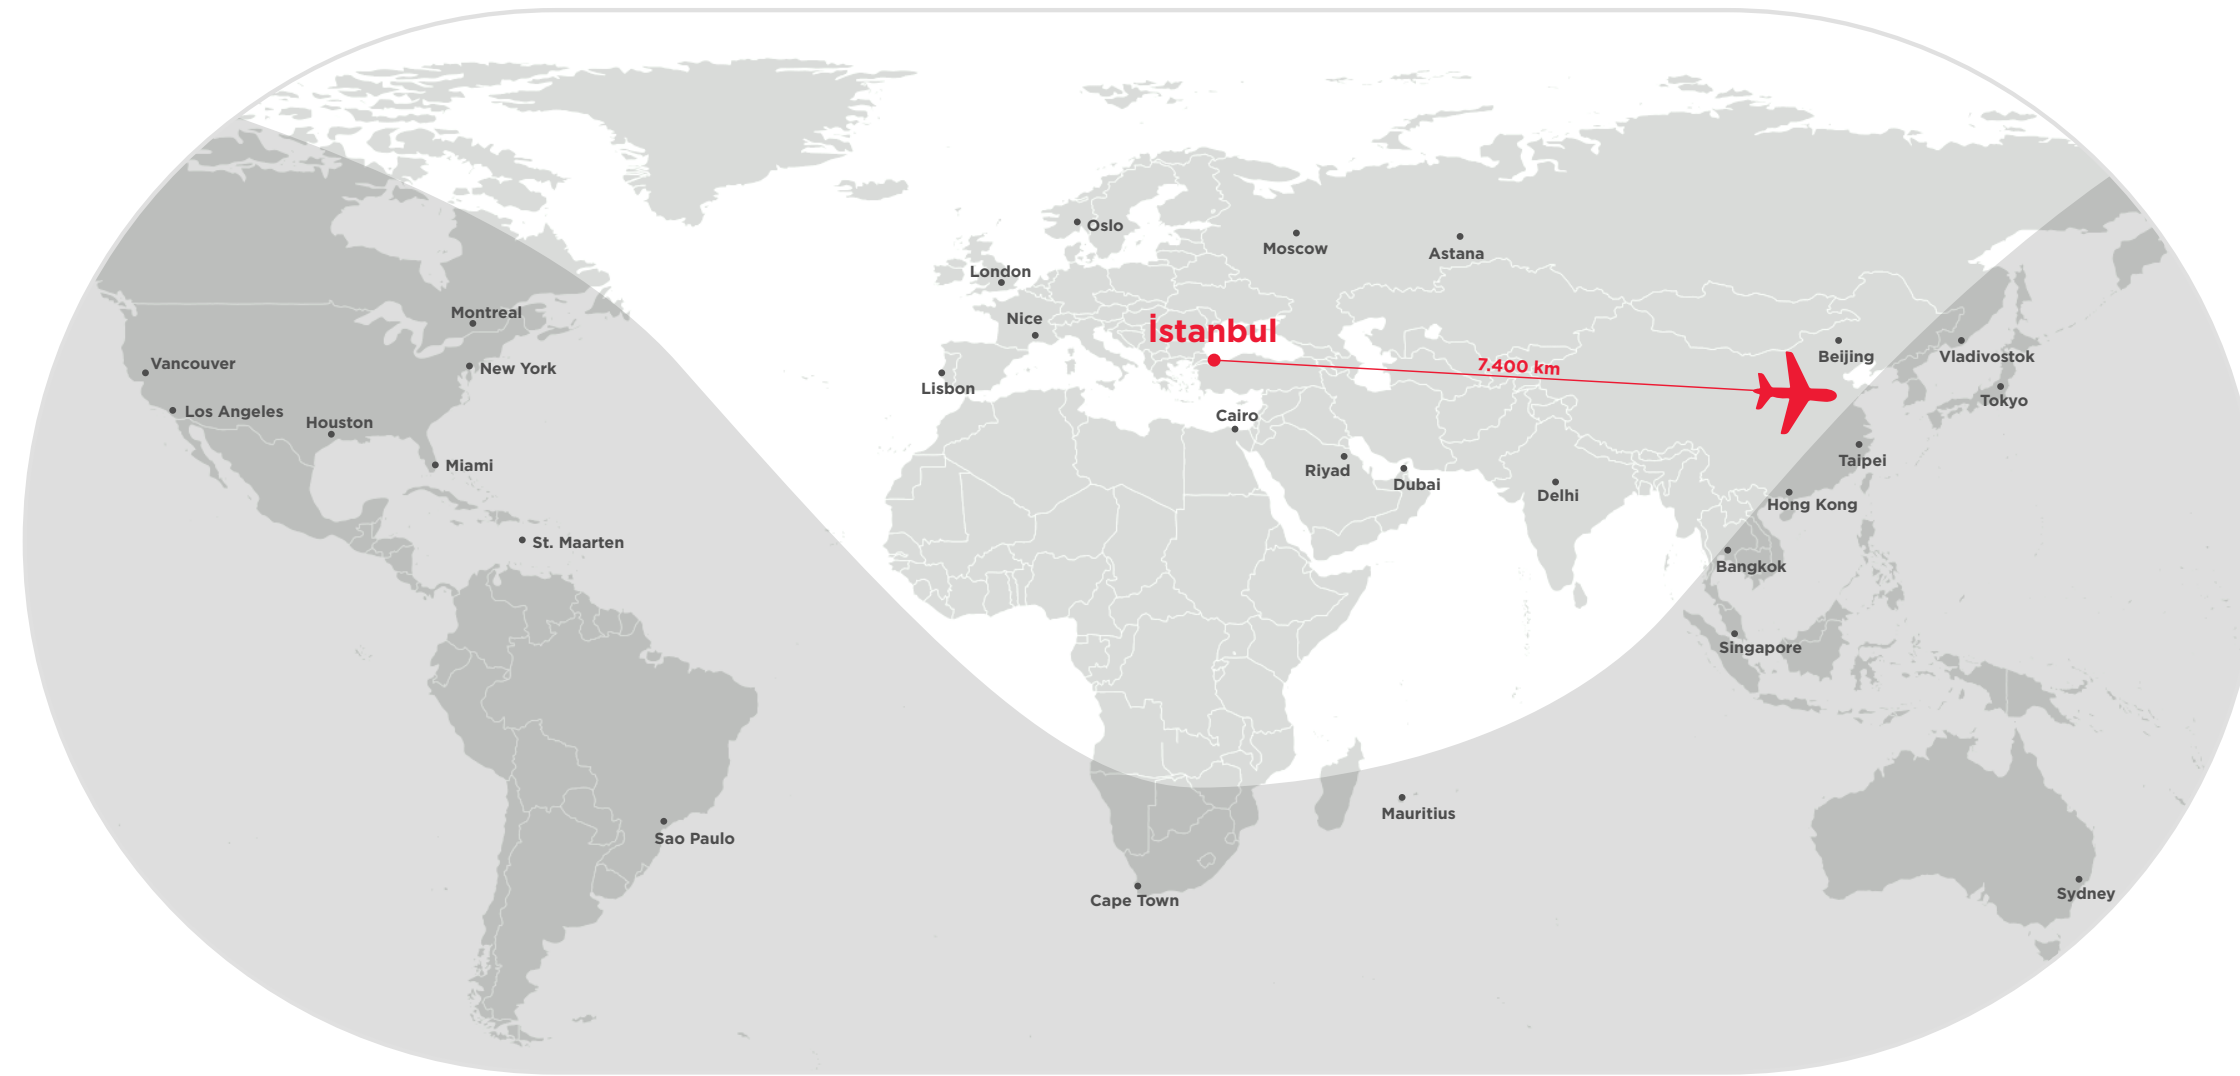 Oslo
Moscow
Astana
London
Montreal
Nice
İstanbul
Vancouver
New York
7.400 km
Beijing
Vladivostok
Lisbon
Los Angeles
Houston
Cairo
Tokyo
Miami
Riyad
Dubai
Delhi
Taipei
Hong Kong
St. Maarten
Bangkok
Singapore
Mauritius
Sao Paulo
Cape Town
Sydney